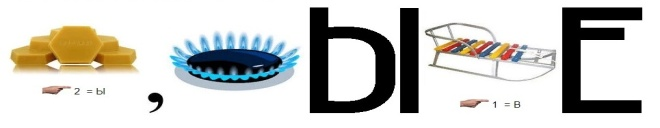 2 = Ы , Ы 1 = В Е